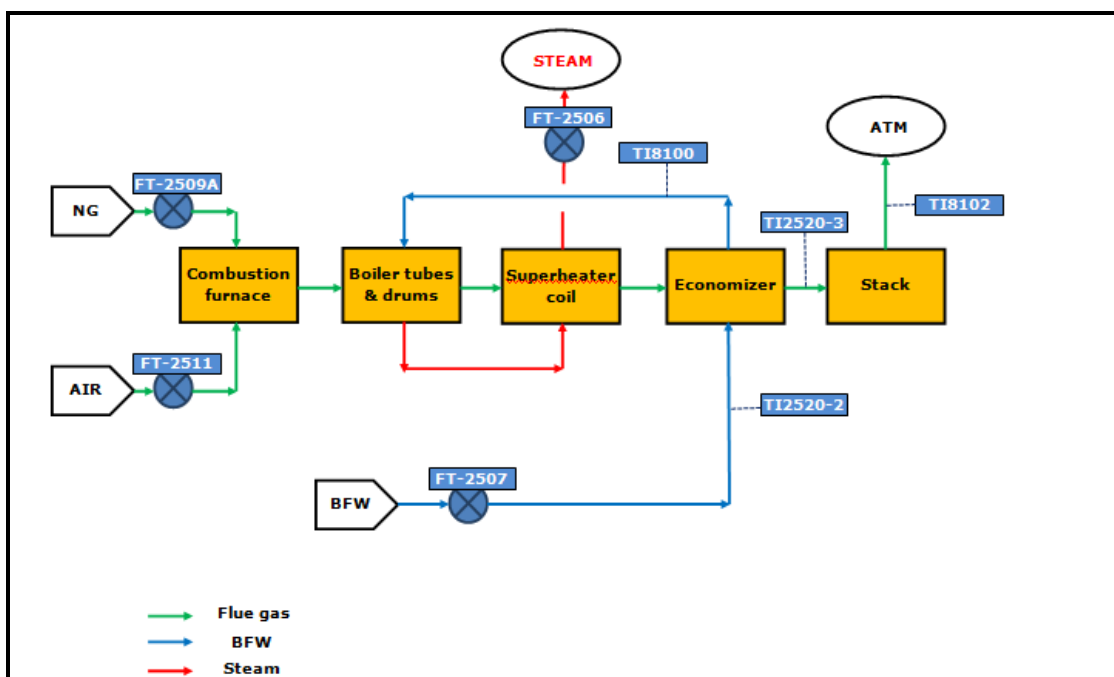 STEAM
FT-2506
ATM
TI8100
FT-2509A
NG
TI8102
TI2520-3
Combustion
furnace
Boiler tubes
& drums
Superheater
coil
Economizer
Stack
FT-2511
AIR
TI2520-2
FT-2507
BFW
Flue gas
BFW
Steam